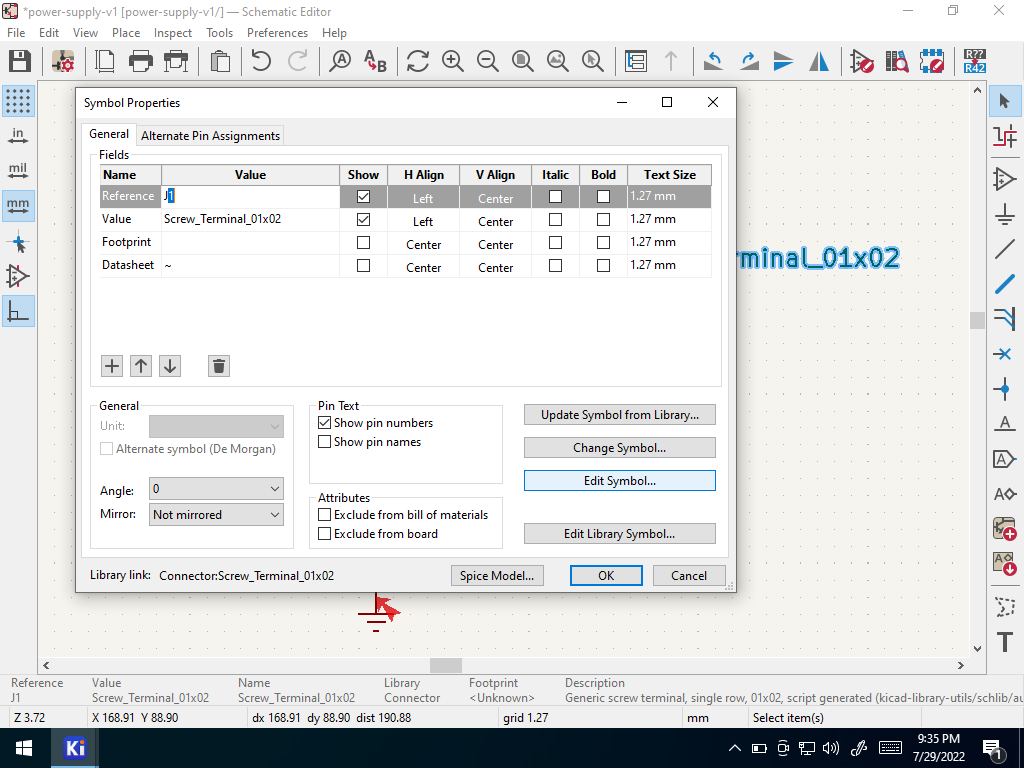 *power-supply-v1 [power-supply-v1/] — Schematic Editor
File Edit View Place Inspect Tools Preferences Help
A A B R?? R42
Symbol Properties
General Alternate Pin Assignments
Fields
Name Value Show H Align V Align Italic Bold Text Size
Reference J1 Left Center 1.27 mm
Value Screw_Terminal_01x02 Left Center 1.27 mm
Footprint Center Center 1.27 mm
Datasheet ~ Center Center 1.27 mm
in
mil
mm
rminal_01x02
General
Unit:
Alternate symbol (De Morgan)
Angle: 0
Mirror: Not mirrored
Pin Text
Show pin numbers
Show pin names
Attributes
Exclude from bill of materials
Exclude from board
Update Symbol from Library...
Change Symbol...
Edit Symbol...
Edit Library Symbol...
Library link: Connector:Screw_Terminal_01x02 Spice Model... OK Cancel
A
A
A
A
T
Reference Value Name Library Footprint Description
J1 Screw_Terminal_01x02 Screw_Terminal_01x02 Connector <Unknown> Generic screw terminal, single row, 01x02, script generated (kicad-library-utils/schlib/au
Z 3.72 X 168.91 Y 88.90 dx 168.91 dy 88.90 dist 190.88 grid 1.27 mm Select item(s)
Ki 9:35 PM
7/29/2022 1